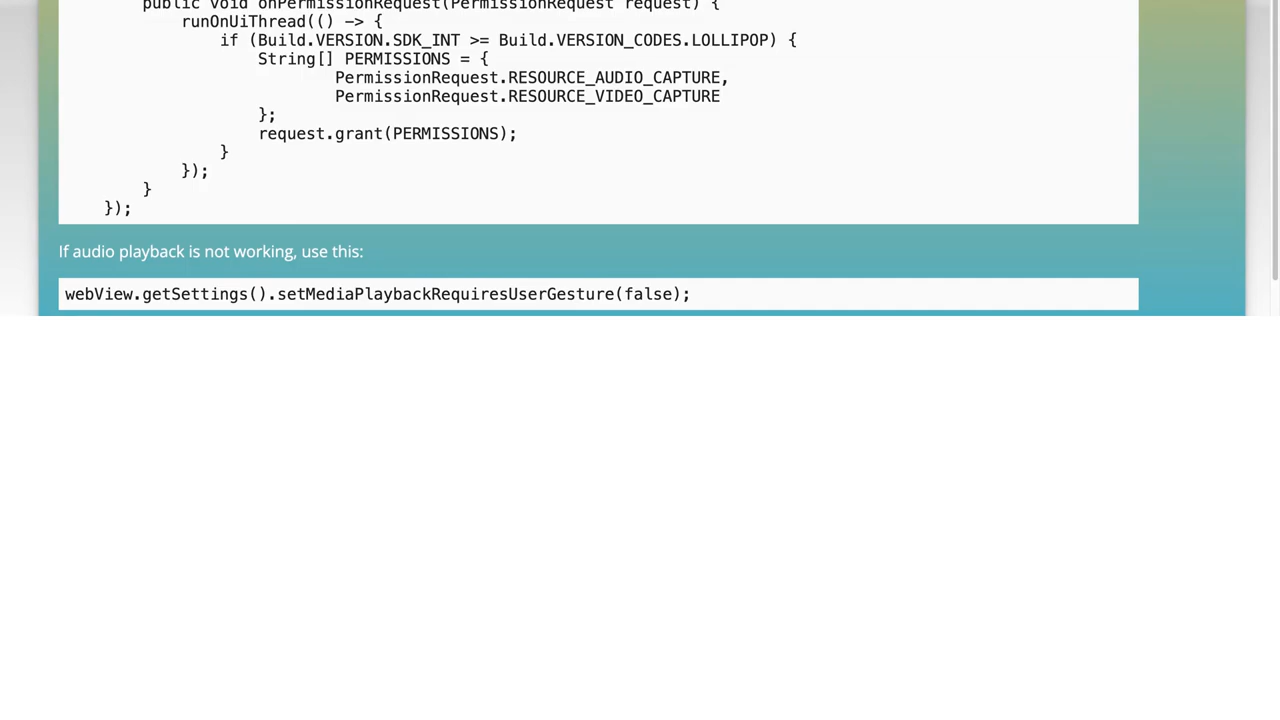 public void onPermissionRequest(PermissionRequest request) {
runOnUiThread(() -> {
if (Build.VERSION.SDK_INT >= Build.VERSION_CODES.LOLLIPOP) {
String[] PERMISSIONS = {
PermissionRequest.RESOURCE_AUDIO_CAPTURE,
PermissionRequest.RESOURCE_VIDEO_CAPTURE
};
request.grant(PERMISSIONS);
}
});
}
});
If audio playback is not working, use this:
webView.getSettings().setMediaPlaybackRequiresUserGesture(false);